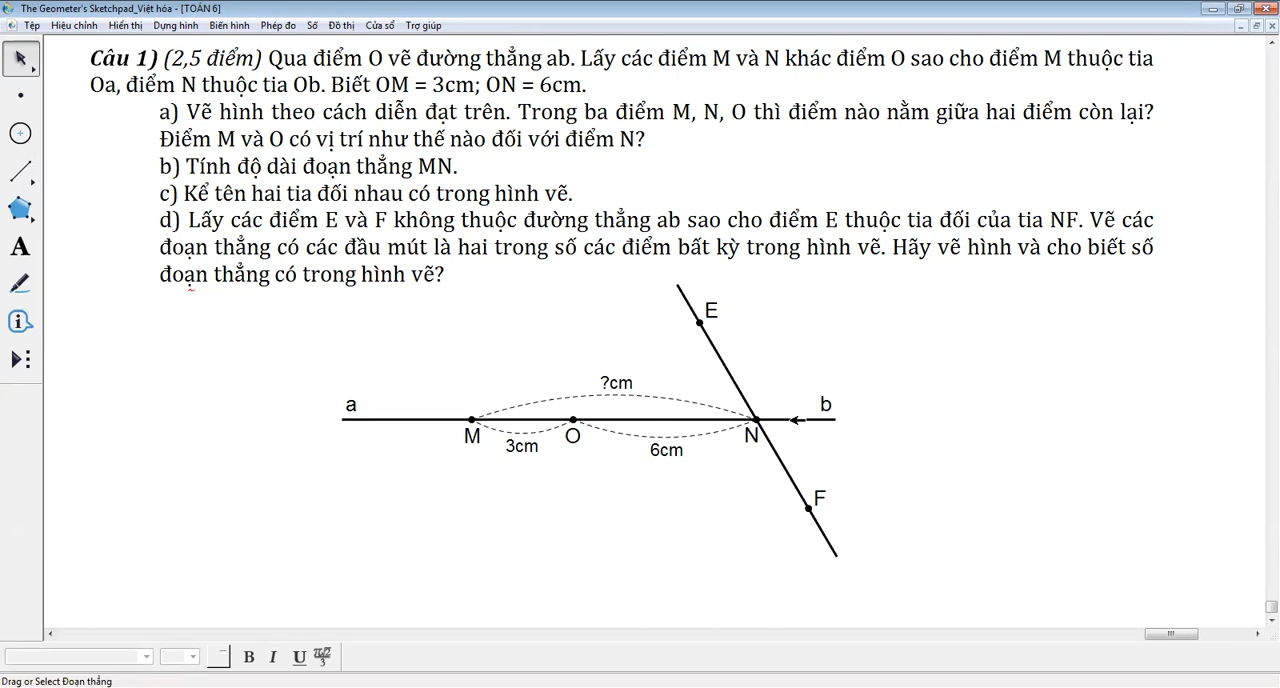 The Geometer's Sketchpad_Việt hóa - [TOÁN 6]
Tệp Hiệu chỉnh Hiển thị Dựng hình Biến hình Phép đo Số Đồ thị Cửa sổ Trợ giúp
Câu 1) (2,5 điểm) Qua điểm O vẽ đường thẳng ab. Lấy các điểm M và N khác điểm O sao cho điểm M thuộc tia
Oa, điểm N thuộc tia Ob. Biết OM = 3cm; ON = 6cm.
a) Vẽ hình theo cách diễn đạt trên. Trong ba điểm M, N, O thì điểm nào nằm giữa hai điểm còn lại?
Điểm M và O có vị trí như thế nào đối với điểm N?
b) Tính độ dài đoạn thẳng MN.
c) Kể tên hai tia đối nhau có trong hình vẽ.
d) Lấy các điểm E và F không thuộc đường thẳng ab sao cho điểm E thuộc tia đối của tia NF. Vẽ các
đoạn thẳng có các đầu mút là hai trong số các điểm bất kỳ trong hình vẽ. Hãy vẽ hình và cho biết số
đoạn thẳng có trong hình vẽ?
E
?cm
a b
M O N
3cm 6cm
F
A
B I U
Drag or Select Đoạn thẳng